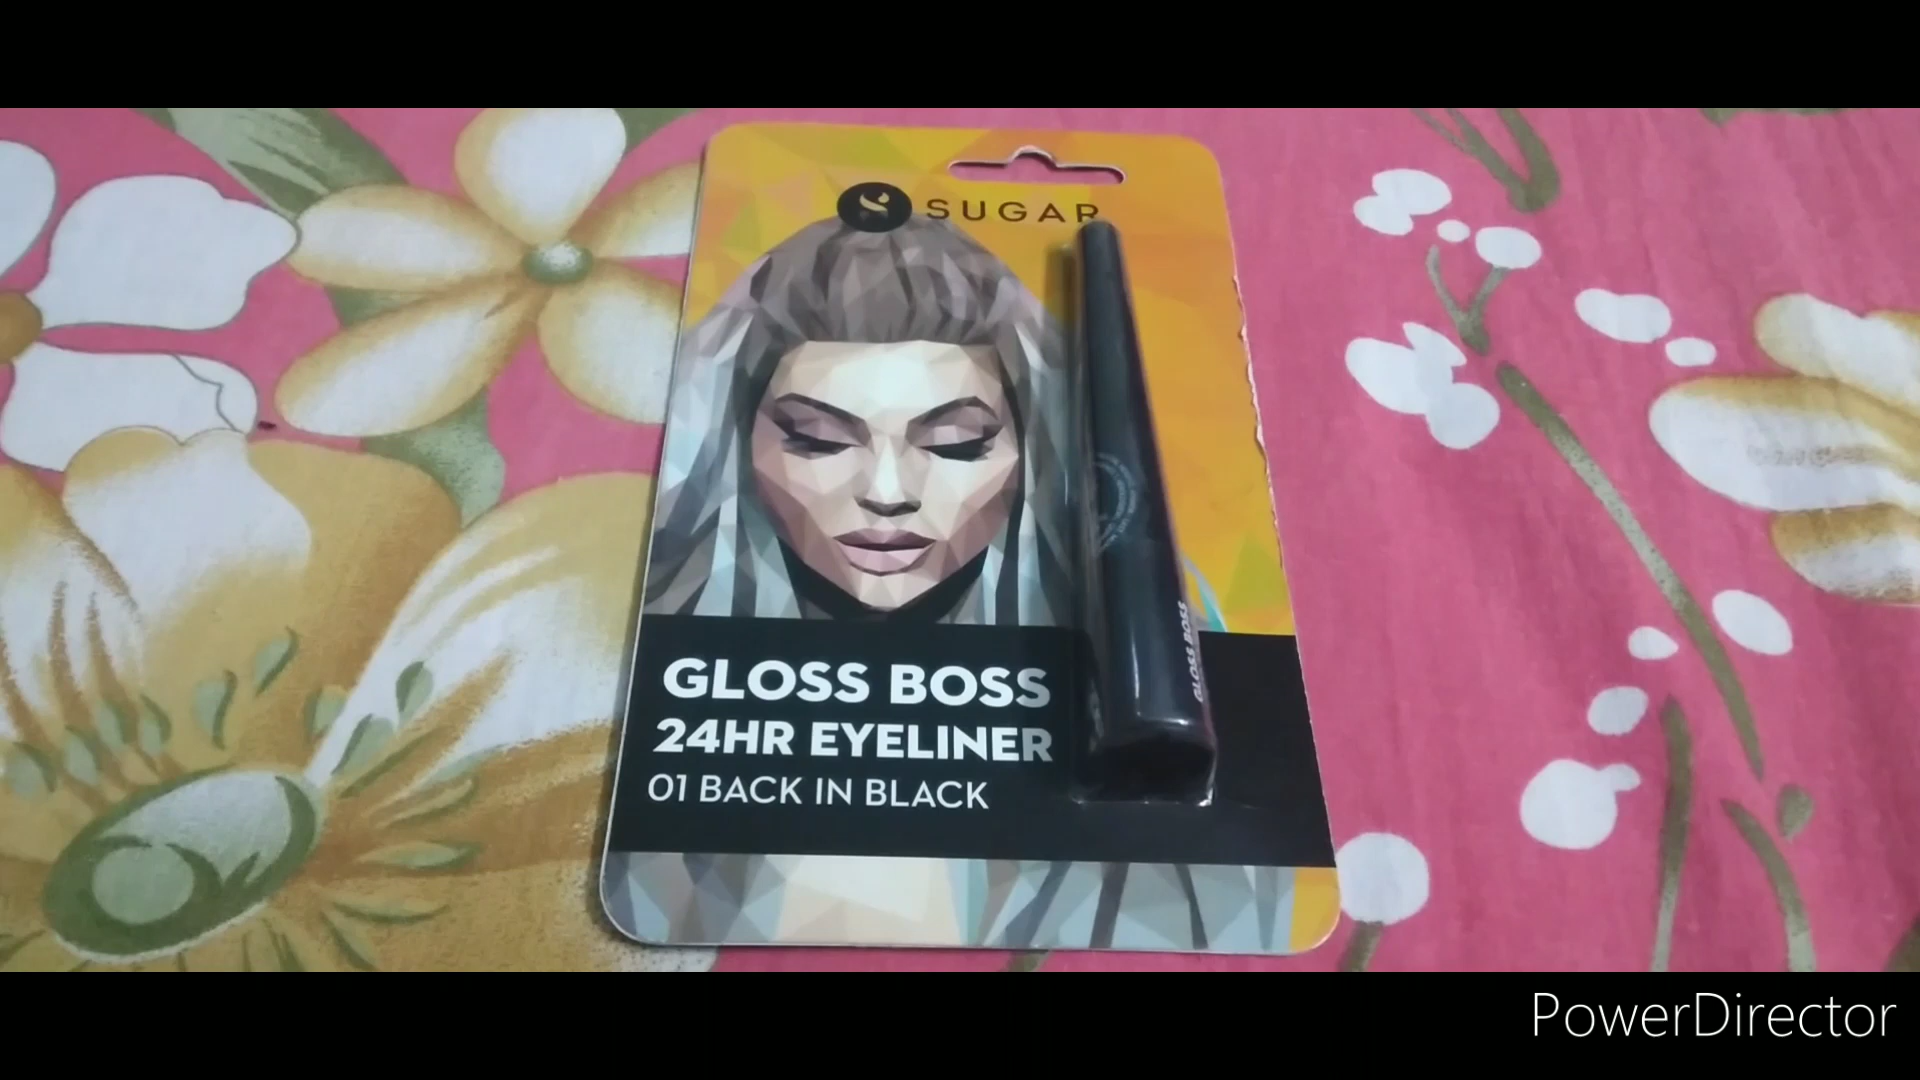 SUGAR
GLOSS BOSS
24HR EYELINER
01 BACK IN BLACK
GLOSS BOSS
PowerDirector